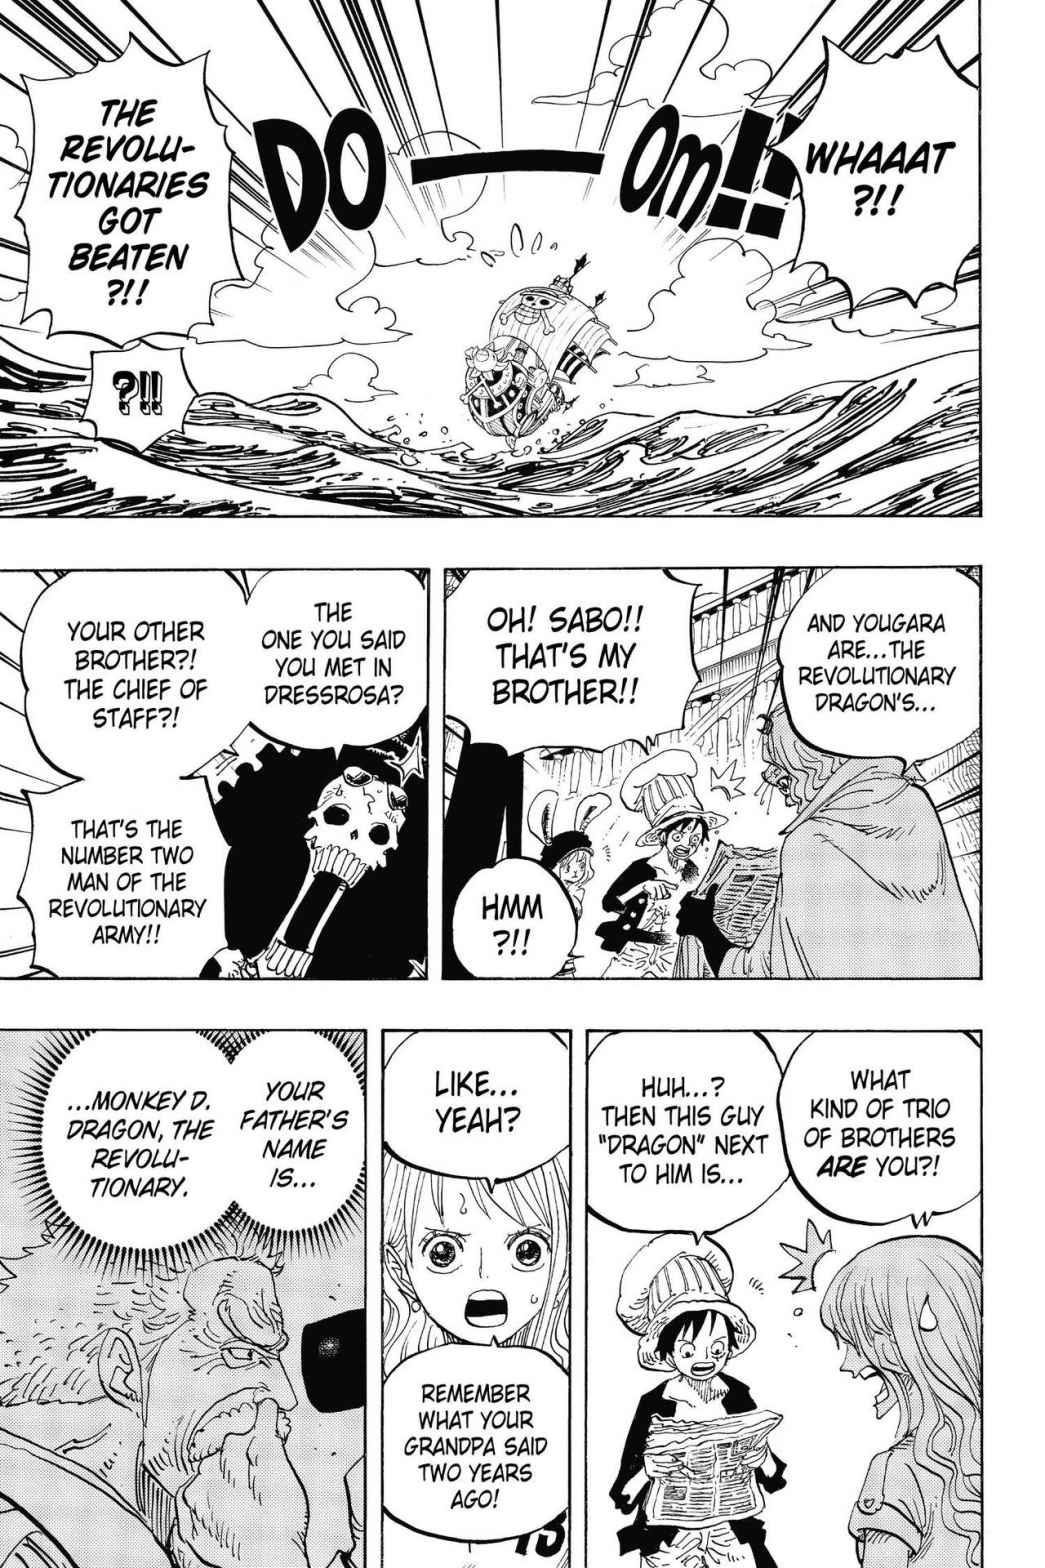 WHAAAT
?!!
DO—Om!!
THE
REVOLU-
TIONARIES
GOT
BEATEN
?!!
?!!
AND YOUGARA
ARE...THE
REVOLUTIONARY
DRAGON'S...
OH! SABO!!
THAT'S MY
BROTHER!!
HMM
?!!
THE
ONE YOU SAID
YOU MET IN
DRESSROSA?
YOUR OTHER
BROTHER?!
THE CHIEF OF
STAFF?!
THAT'S THE
NUMBER TWO
MAN OF THE
REVOLUTIONARY
ARMY!!
WHAT
KIND OF TRIO
OF BROTHERS
ARE YOU?!
HUH...?
THEN THIS GUY
"DRAGON" NEXT
TO HIM IS...
LIKE...
YEAH?
REMEMBER
WHAT YOUR
GRANDPA SAID
TWO YEARS
AGO!
YOUR
FATHER'S
NAME
IS...
...MONKEY D.
DRAGON, THE
REVOLU-
TIONARY.